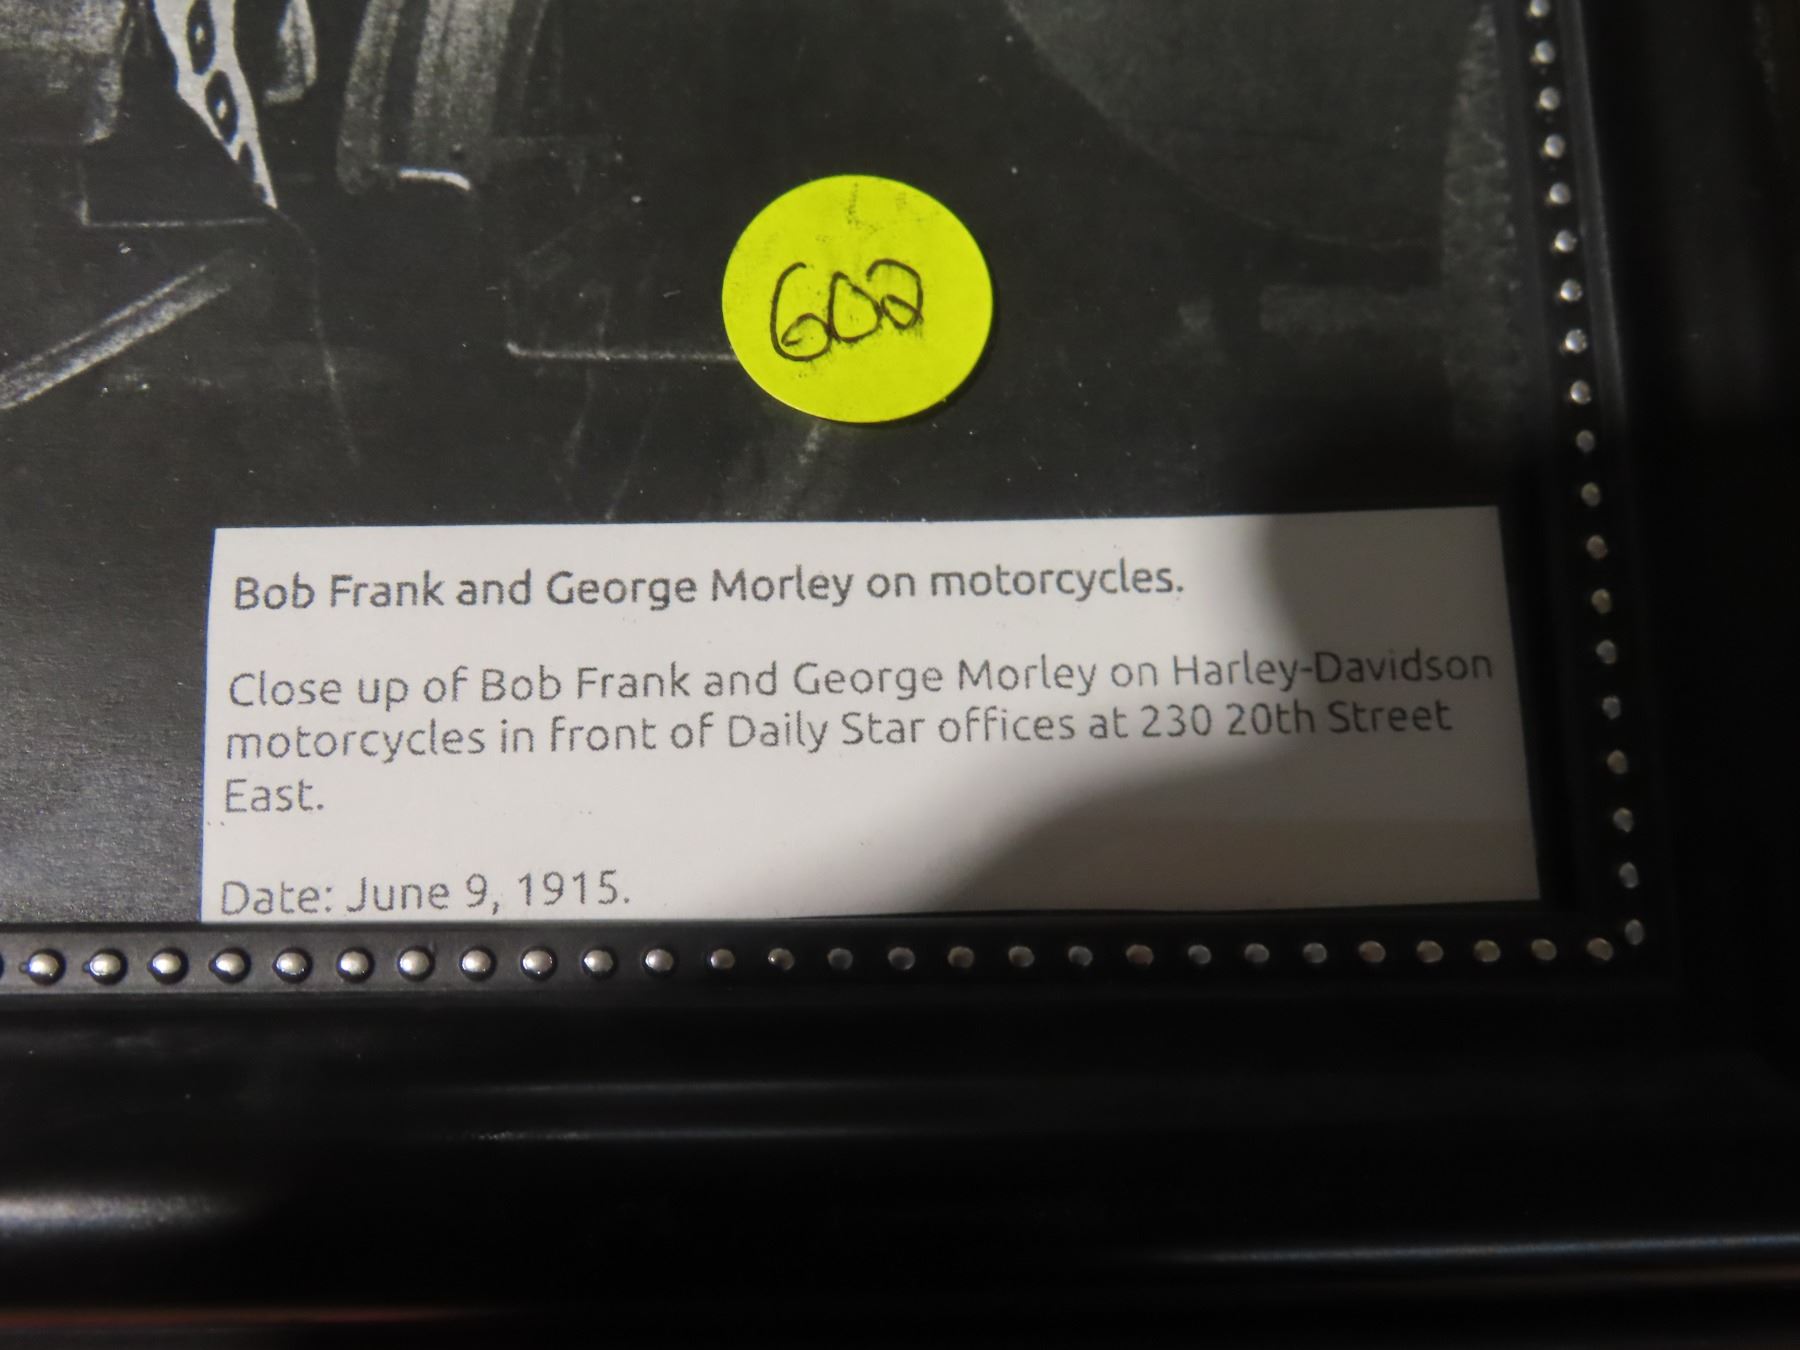 602
Bob Frank and George Morley on motorcycles.
Close up of Bob Frank and George Morley on Harley-Davidson
motorcycles in front of Daily Star offices at 230 20th Street
East.
Date: June 9, 1915.